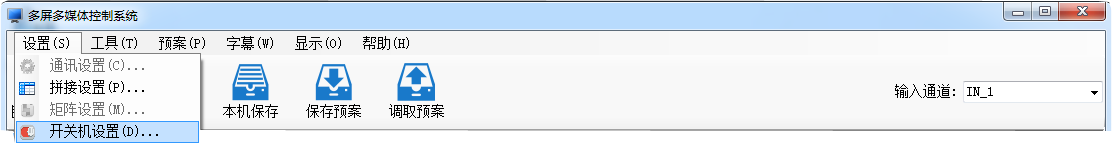 多屏多媒体控制系统
设置(S) 工具(T) 预案(P) 字幕(W) 显示(O) 帮助(H)
通讯设置(C)...
拼接设置(P)...
矩阵设置(M)...
开关机设置(D)...
本机保存 保存预案 调取预案
输入通道: IN_1